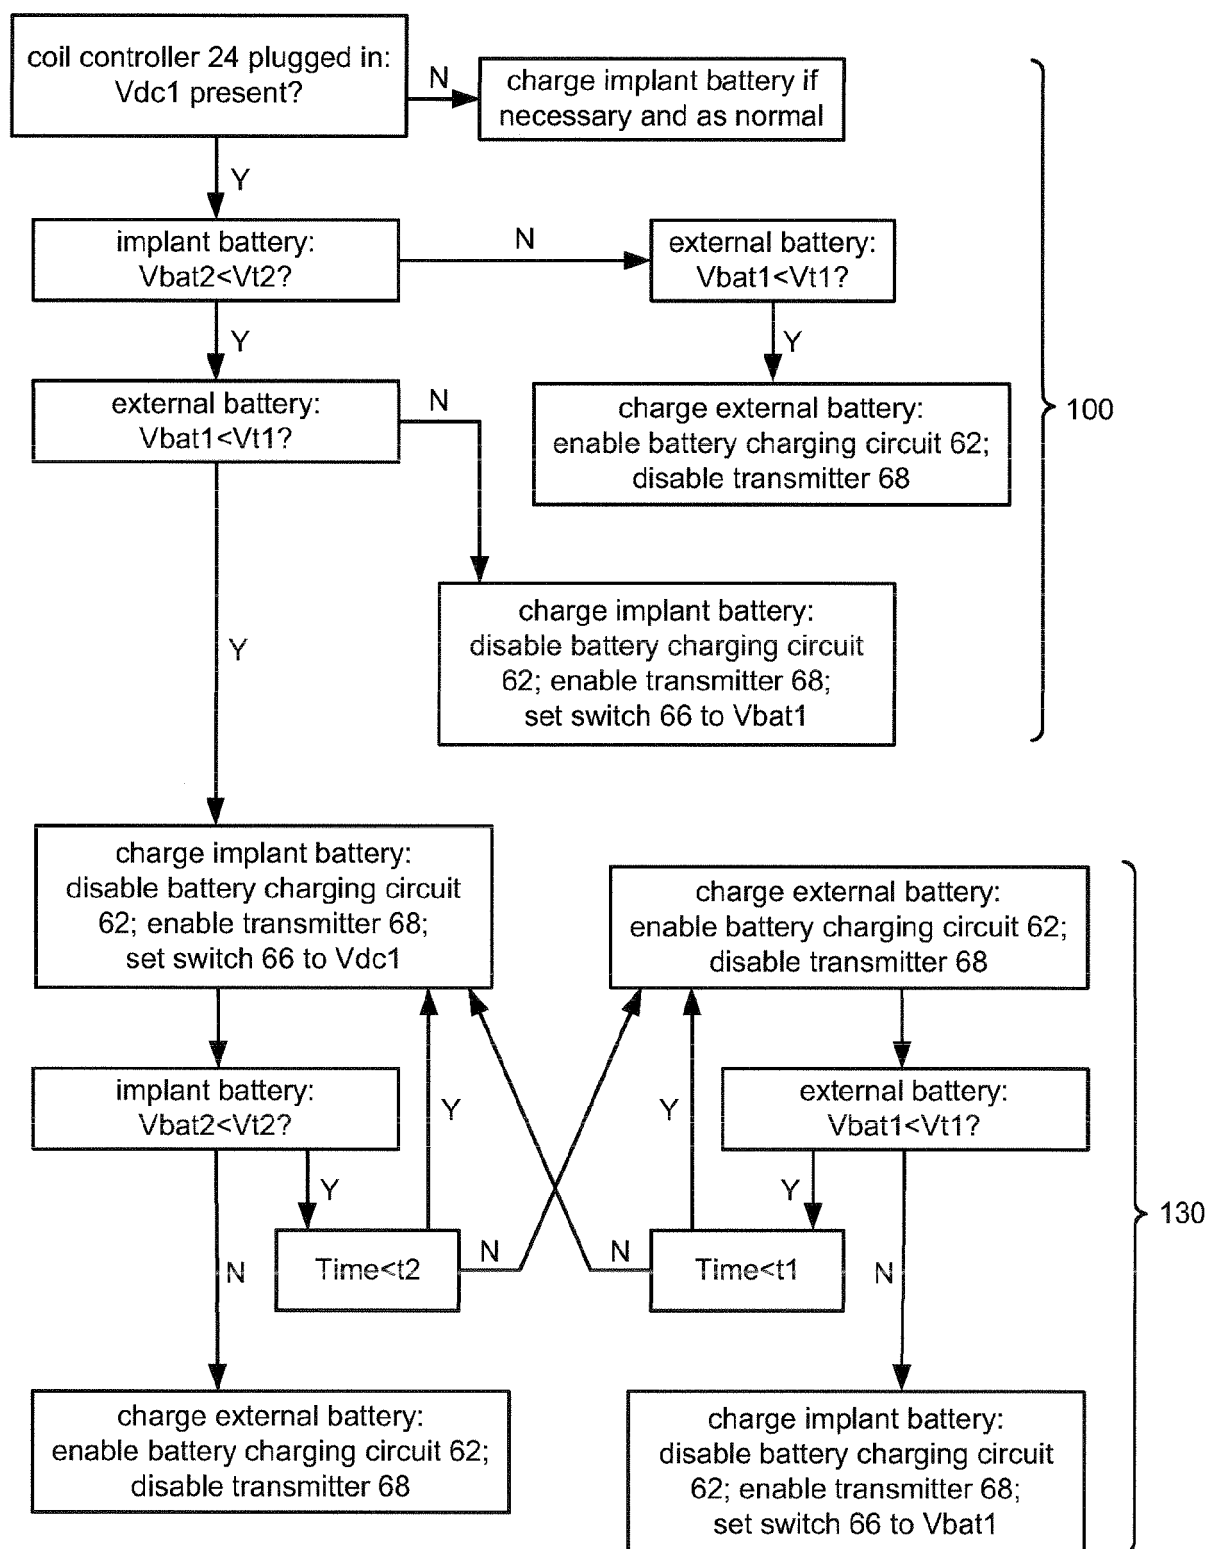 coil controller 24 plugged in:
Vdc1 present?
N
charge implant battery if
necessary and as normal
Y
implant battery:
Vbat2<Vt2?
N
external battery:
Vbat1<Vt1?
Y
Y
external battery:
Vbat1<Vt1?
N
charge external battery:
enable battery charging circuit 62;
disable transmitter 68
100
charge implant battery:
disable battery charging circuit
62; enable transmitter 68;
set switch 66 to Vbat1
Y
charge implant battery:
disable battery charging circuit
62; enable transmitter 68;
set switch 66 to Vdc1
charge external battery:
enable battery charging circuit 62;
disable transmitter 68
implant battery:
Vbat2<Vt2?
Y
Y
external battery:
Vbat1<Vt1?
Y
Y
Time<t2
N
N
Time<t1
N
N
130
charge external battery:
enable battery charging circuit 62;
disable transmitter 68
charge implant battery:
disable battery charging circuit
62; enable transmitter 68;
set switch 66 to Vbat1